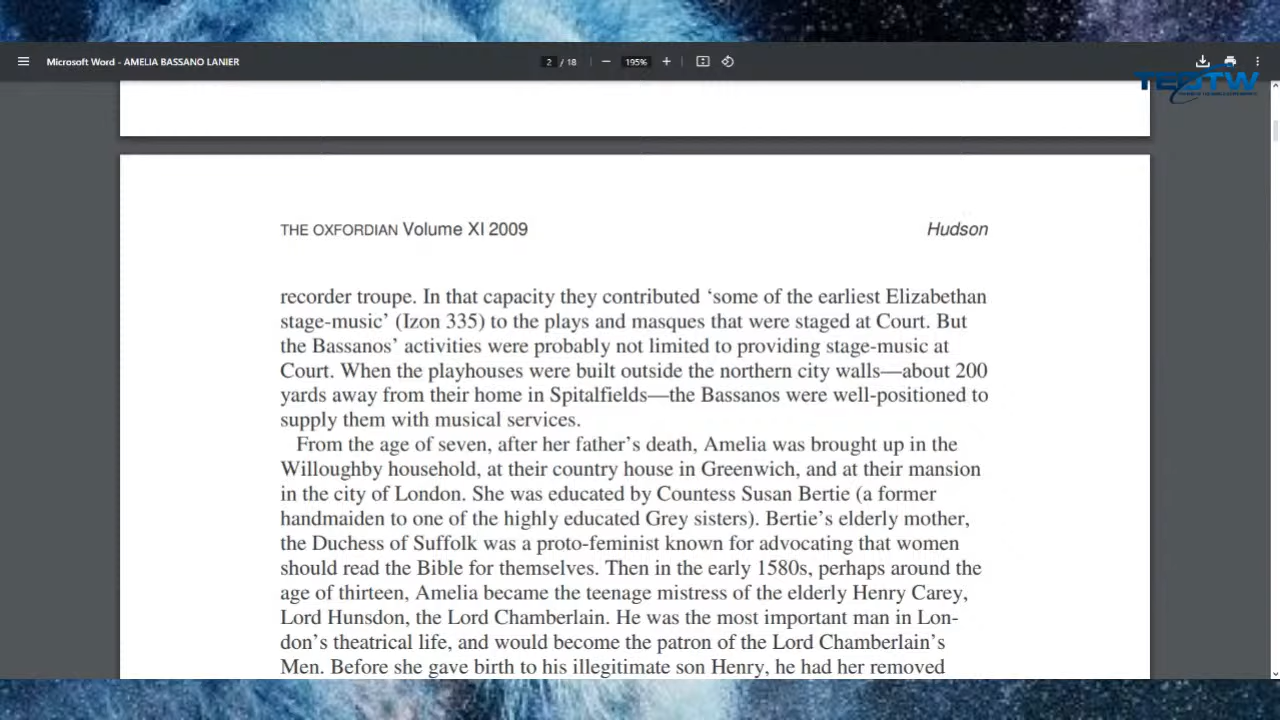 Microsoft Word - AMELIA BASSANO LANIER
2 / 18
195%
TEOTW
THE OXFORDIAN Volume XI 2009
Hudson
recorder troupe. In that capacity they contributed ‘some of the earliest Elizabethan
stage-music’ (Izon 335) to the plays and masques that were staged at Court. But
the Bassanos’ activities were probably not limited to providing stage-music at
Court. When the playhouses were built outside the northern city walls—about 200
yards away from their home in Spitalfields—the Bassanos were well-positioned to
supply them with musical services.
From the age of seven, after her father’s death, Amelia was brought up in the
Willoughby household, at their country house in Greenwich, and at their mansion
in the city of London. She was educated by Countess Susan Bertie (a former
handmaiden to one of the highly educated Grey sisters). Bertie’s elderly mother,
the Duchess of Suffolk was a proto-feminist known for advocating that women
should read the Bible for themselves. Then in the early 1580s, perhaps around the
age of thirteen, Amelia became the teenage mistress of the elderly Henry Carey,
Lord Hunsdon, the Lord Chamberlain. He was the most important man in Lon-
don’s theatrical life, and would become the patron of the Lord Chamberlain’s
Men. Before she gave birth to his illegitimate son Henry, he had her removed